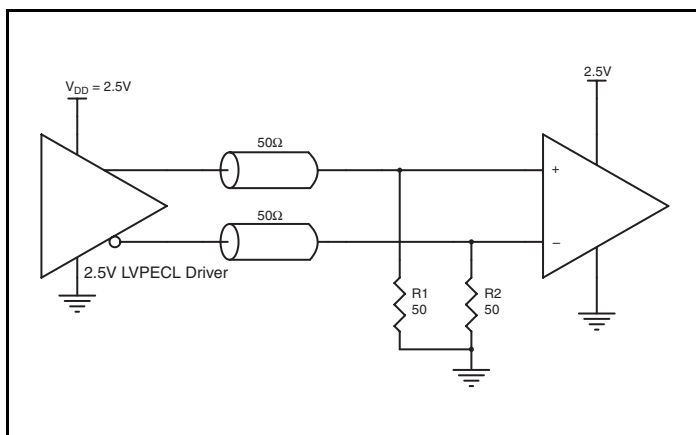 V_DD = 2.5V
2.5V
50Ω
+
50Ω
−
2.5V LVPECL Driver
R1
50
R2
50